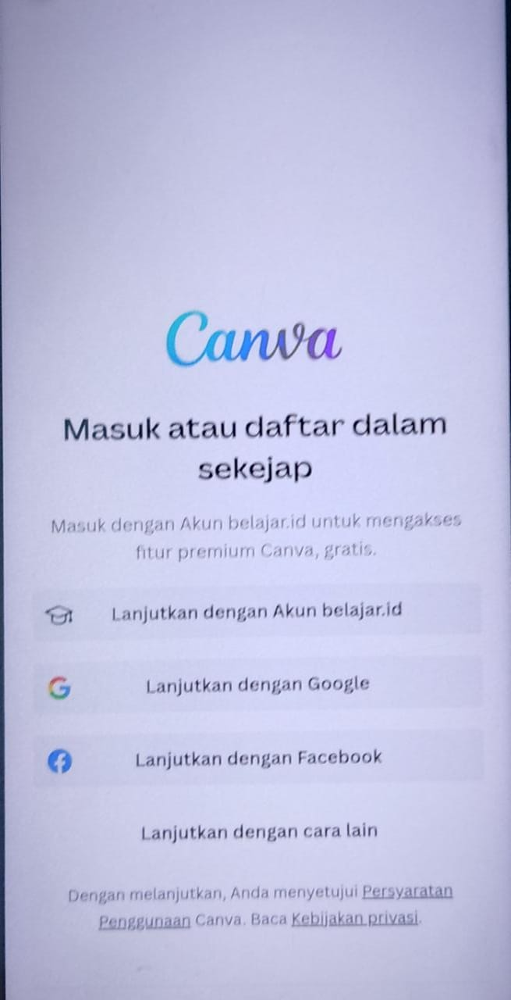 Canva
Masuk atau daftar dalam
sekejap
Masuk dengan Akun belajar.id untuk mengakses
fitur premium Canva, gratis.
Lanjutkan dengan Akun belajar.id
Lanjutkan dengan Google
Lanjutkan dengan Facebook
Lanjutkan dengan cara lain
Dengan melanjutkan, Anda menyetujui Persyaratan
Penggunaan Canva. Baca Kebijakan privasi.